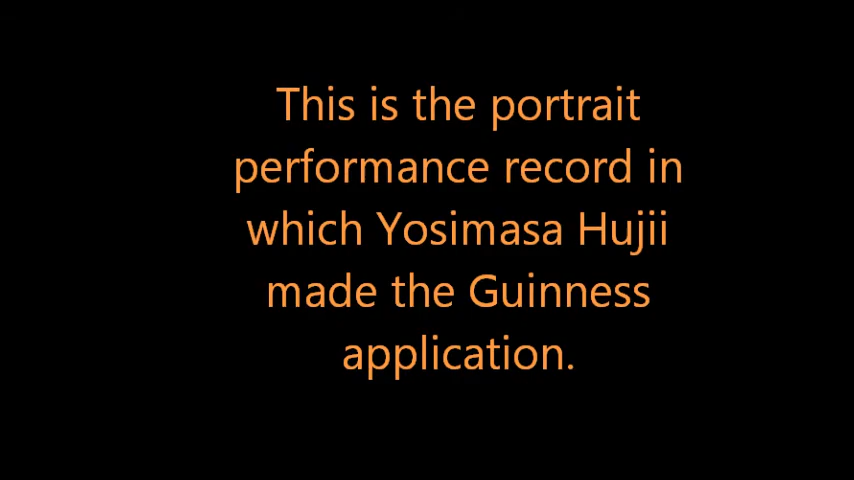 This is the portrait
performance record in
which Yosimasa Hujii
made the Guinness
application.